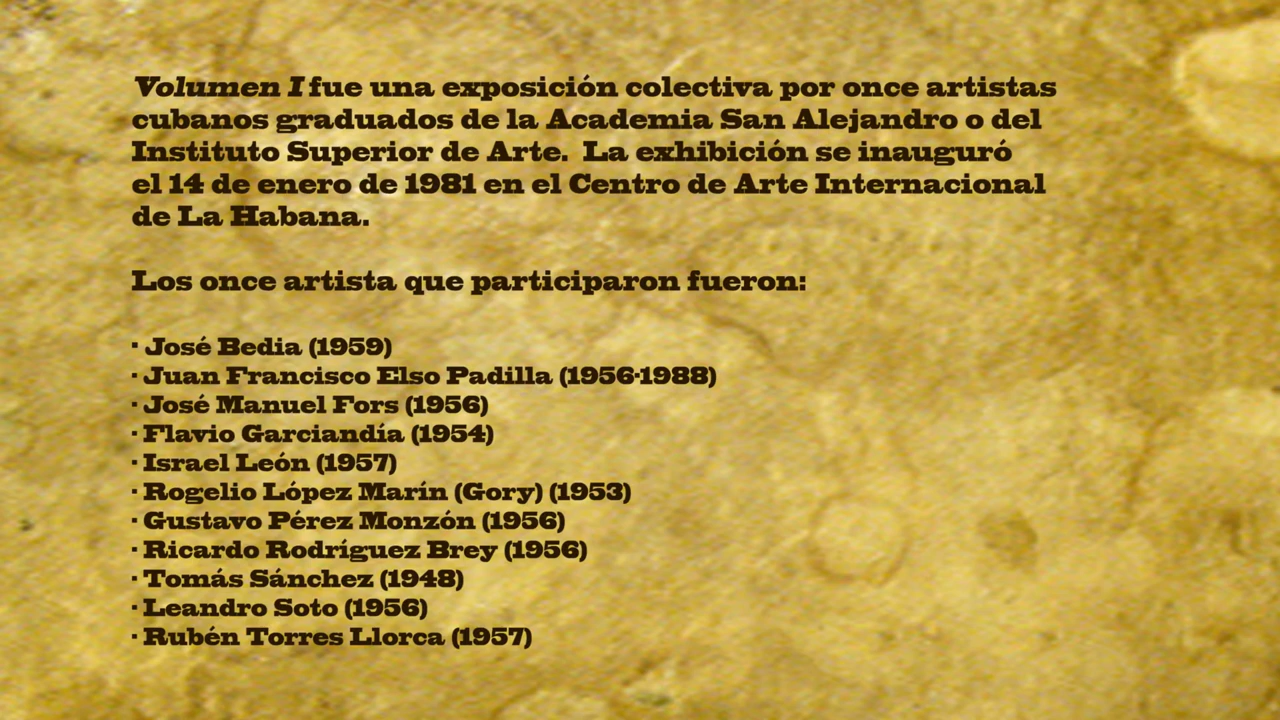 Volumen I fue una exposición colectiva por once artistas
cubanos graduados de la Academia San Alejandro o del
Instituto Superior de Arte. La exhibición se inauguró
el 14 de enero de 1981 en el Centro de Arte Internacional
de La Habana.
Los once artista que participaron fueron:
· José Bedia (1959)
· Juan Francisco Elso Padilla (1956-1988)
· José Manuel Fors (1956)
· Flavio Garciandía (1954)
· Israel León (1957)
· Rogelio López Marín (Gory) (1953)
· Gustavo Pérez Monzón (1956)
· Ricardo Rodríguez Brey (1956)
· Tomás Sánchez (1948)
· Leandro Soto (1956)
· Rubén Torres Llorca (1957)